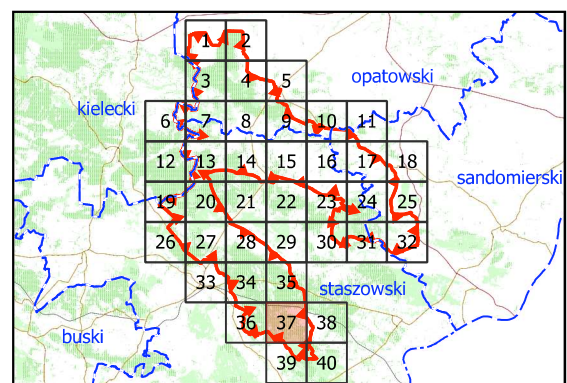 1 2
3 4 5
opatowski
kielecki
6 7 8 9 10 11
12 13 14 15 16 17 18
sandomierski
19 20 21 22 23 24 25
26 27 28 29 30 31 32
33 34 35
staszowski
36 37 38
buski
39 40